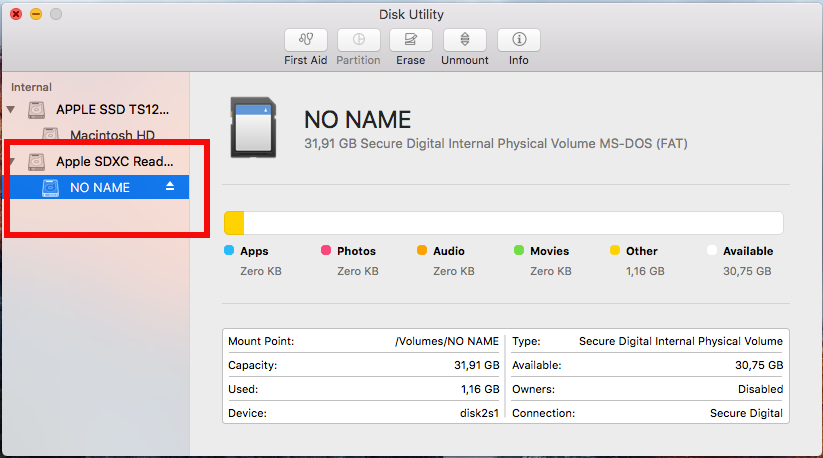 Disk Utility
First Aid Partition Erase Unmount Info
Internal
APPLE SSD TS12...
Macintosh HD
Apple SDXC Read...
NO NAME
NO NAME
31,91 GB Secure Digital Internal Physical Volume MS-DOS (FAT)
Apps Photos Audio Movies Other Available
Zero KB Zero KB Zero KB Zero KB 1,16 GB 30,75 GB
Mount Point: /Volumes/NO NAME Type: Secure Digital Internal Physical Volume
Capacity: 31,91 GB Available: 30,75 GB
Used: 1,16 GB Owners: Disabled
Device: disk2s1 Connection: Secure Digital